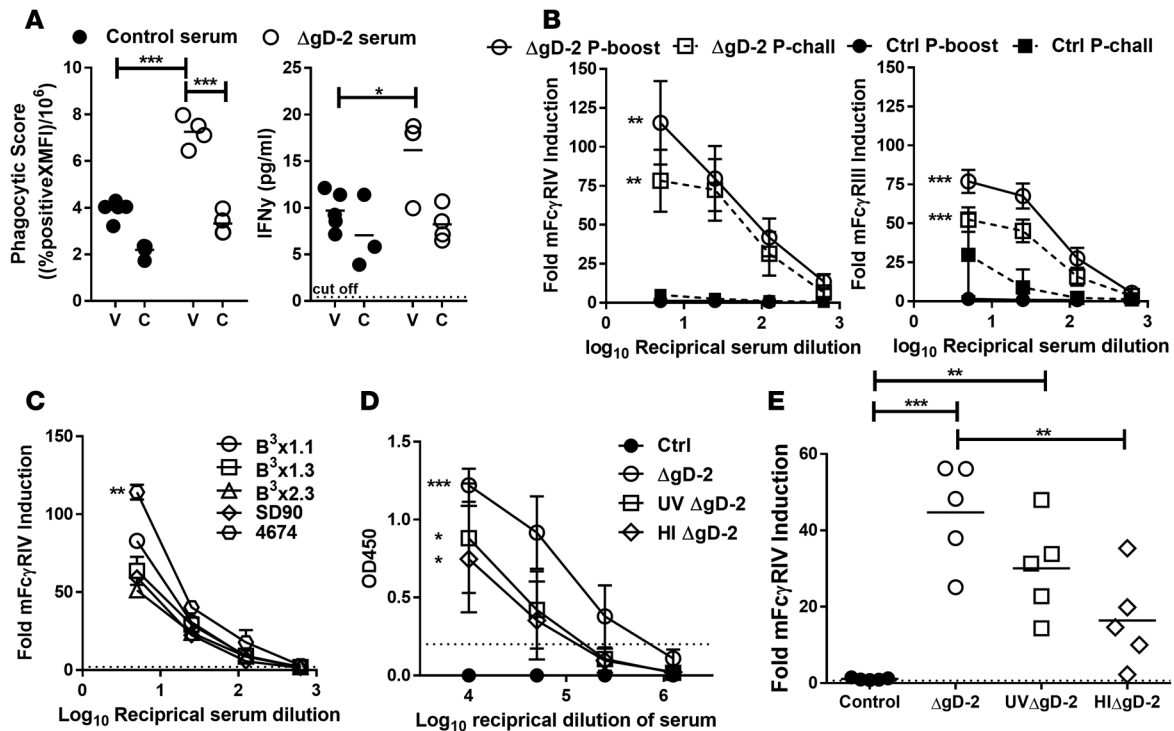 A
Control serum
ΔgD-2 serum
Phagocytic Score
((%positiveXMFI)/10⁶)
10
8
6
4
2
0
***
***
V
C
V
C
IFNγ (pg/ml)
25
20
15
10
5
0
*
cut off
V
C
V
C
B
ΔgD-2 P-boost
ΔgD-2 P-chall
Ctrl P-boost
Ctrl P-chall
Fold mFcγRIV Induction
150
125
100
75
50
25
0
**
**
0
1
2
3
log₁₀ Reciprical serum dilution
Fold mFcγRIII Induction
150
125
100
75
50
25
0
***
***
0
1
2
3
log₁₀ Reciprical serum dilution
C
Fold mFcγRIV Induction
150
100
50
0
**
B³x1.1
B³x1.3
B³x2.3
SD90
4674
0
1
2
3
Log₁₀ Reciprical serum dilution
D
OD450
1.5
1.0
0.5
0.0
***
*
*
Ctrl
ΔgD-2
UV ΔgD-2
HI ΔgD-2
4
5
6
Log₁₀ reciprical dilution of serum
E
Fold mFcγRIV Induction
60
40
20
0
**
***
**
Control
ΔgD-2
UVΔgD-2
HIΔgD-2